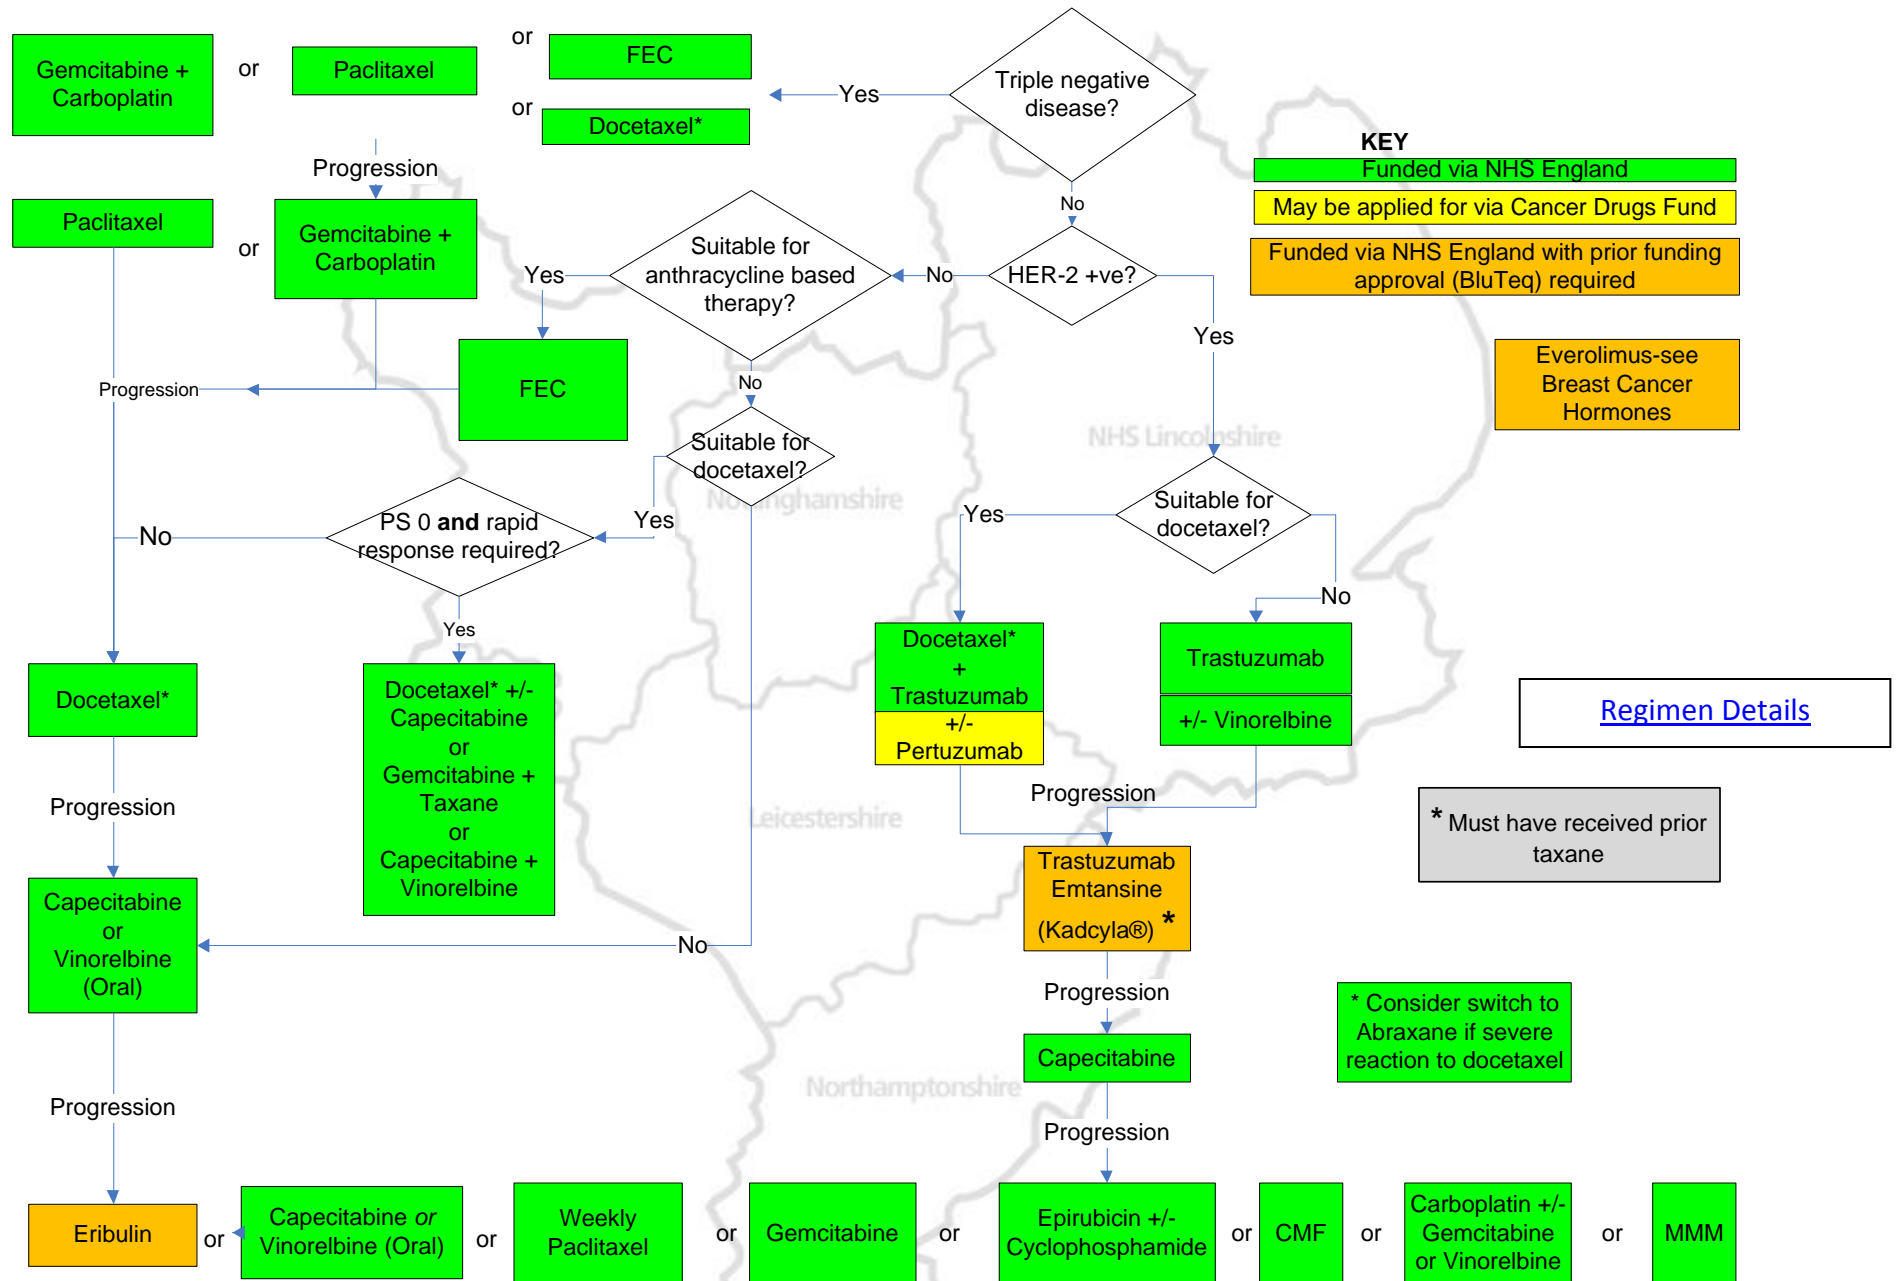 Gemcitabine +
Carboplatin
or
Paclitaxel
or
FEC
or
Docetaxel*
Yes
Triple negative
disease?
KEY
Funded via NHS England
May be applied for via Cancer Drugs Fund
Funded via NHS England with prior funding
approval (BluTeq) required
Progression
No
Paclitaxel
or
Gemcitabine +
Carboplatin
Yes
Suitable for
anthracycline based
therapy?
No
HER-2 +ve?
Yes
Everolimus-see
Breast Cancer
Hormones
Progression
FEC
No
Suitable for
docetaxel?
NHS Lincolnshire
Nottinghamshire
No
PS 0 and rapid
response required?
Yes
Yes
Suitable for
docetaxel?
No
Yes
Docetaxel*
Docetaxel* +/-
Capecitabine
or
Gemcitabine +
Taxane
or
Capecitabine +
Vinorelbine
Docetaxel*
+
Trastuzumab
+/-
Pertuzumab
Trastuzumab
+/- Vinorelbine
Regimen Details
Progression
Leicestershire
Progression
* Must have received prior
taxane
Capecitabine
or
Vinorelbine
(Oral)
No
Trastuzumab
Emtansine
(Kadcyla®) *
Progression
* Consider switch to
Abraxane if severe
reaction to docetaxel
Capecitabine
Northamptonshire
Progression
Progression
Eribulin
or
Capecitabine or
Vinorelbine (Oral)
or
Weekly
Paclitaxel
or
Gemcitabine
or
Epirubicin +/-
Cyclophosphamide
or
CMF
or
Carboplatin +/-
Gemcitabine
or Vinorelbine
or
MMM